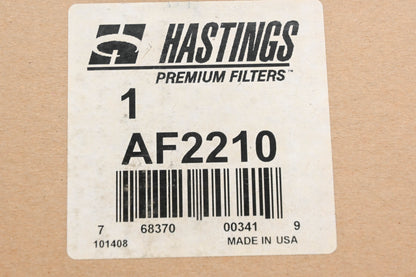 HASTINGS
PREMIUM FILTERS™
1
AF2210
7 68370 00341 9
101408 MADE IN USA